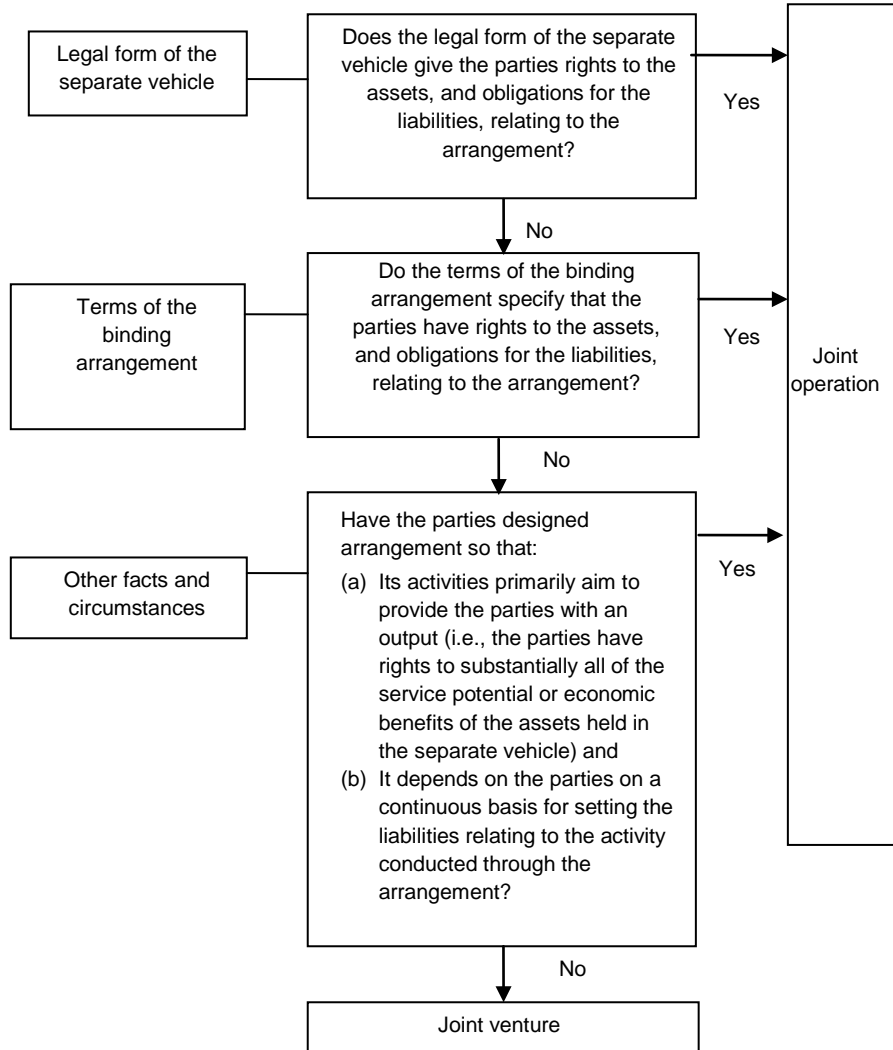 Legal form of the
separate vehicle
Does the legal form of the separate
vehicle give the parties rights to the
assets, and obligations for the
liabilities, relating to the
arrangement?
Yes
No
Terms of the
binding
arrangement
Do the terms of the binding
arrangement specify that the
parties have rights to the assets,
and obligations for the liabilities,
relating to the arrangement?
Yes
Joint
operation
No
Other facts and
circumstances
Have the parties designed
arrangement so that:
(a) Its activities primarily aim to
provide the parties with an
output (i.e., the parties have
rights to substantially all of the
service potential or economic
benefits of the assets held in
the separate vehicle) and
(b) It depends on the parties on a
continuous basis for setting the
liabilities relating to the activity
conducted through the
arrangement?
Yes
No
Joint venture